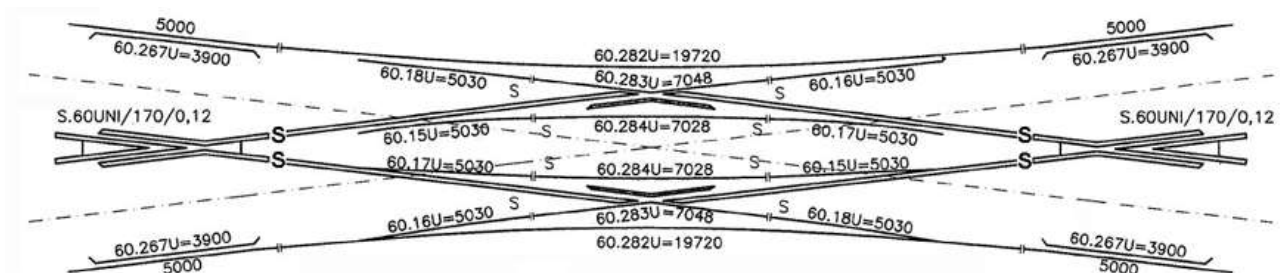 5000
5000
60.267U=3900
60.282U=19720
60.267U=3900
60.18U=5030
60.283U=7048
60.16U=5030
S
S
S.60UNI/170/0,12
S.60UNI/170/0,12
S
60.15U=5030
S
60.284U=7028
S
60.17U=5030
S
S
60.17U=5030
S
60.284U=7028
S
60.15U=5030
S
S
S
60.16U=5030
60.283U=7048
60.18U=5030
60.267U=3900
60.282U=19720
60.267U=3900
5000
5000